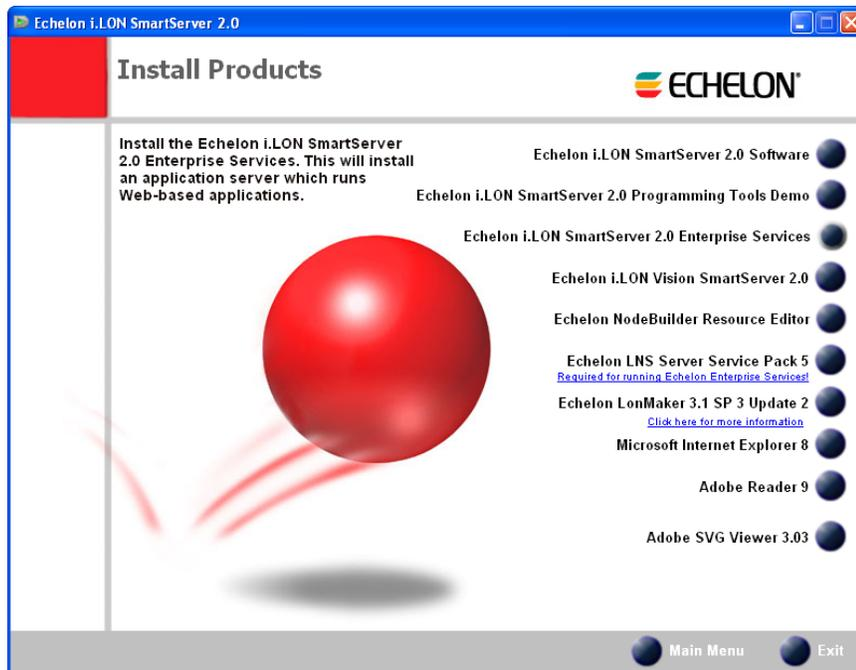 Echelon i.LON SmartServer 2.0
Install Products
ECHELON®
Install the Echelon i.LON SmartServer
2.0 Enterprise Services. This will install
an application server which runs
Web-based applications.
Echelon i.LON SmartServer 2.0 Software
Echelon i.LON SmartServer 2.0 Programming Tools Demo
Echelon i.LON SmartServer 2.0 Enterprise Services
Echelon i.LON Vision SmartServer 2.0
Echelon NodeBuilder Resource Editor
Echelon LNS Server Service Pack 5
Required for running Echelon Enterprise Services!
Echelon LonMaker 3.1 SP 3 Update 2
Click here for more information
Microsoft Internet Explorer 8
Adobe Reader 9
Adobe SVG Viewer 3.03
Main Menu
Exit